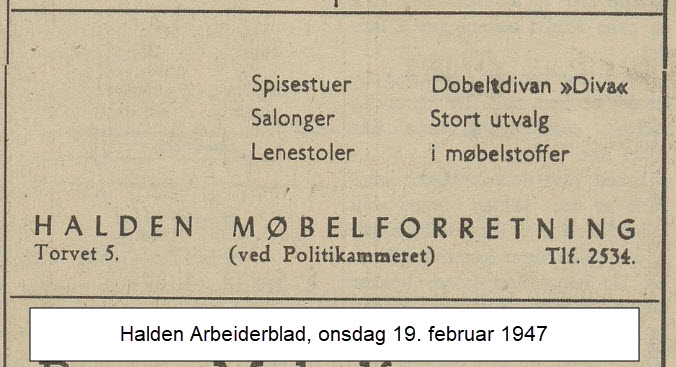 Spisestuer Dobeltdivan »Diva«
Salonger Stort utvalg
Lenestoler i møbelstoffer
HALDEN MØBELFORRETNING
Torvet 5. (ved Politikammeret) Tlf. 2534.
Halden Arbeiderblad, onsdag 19. februar 1947